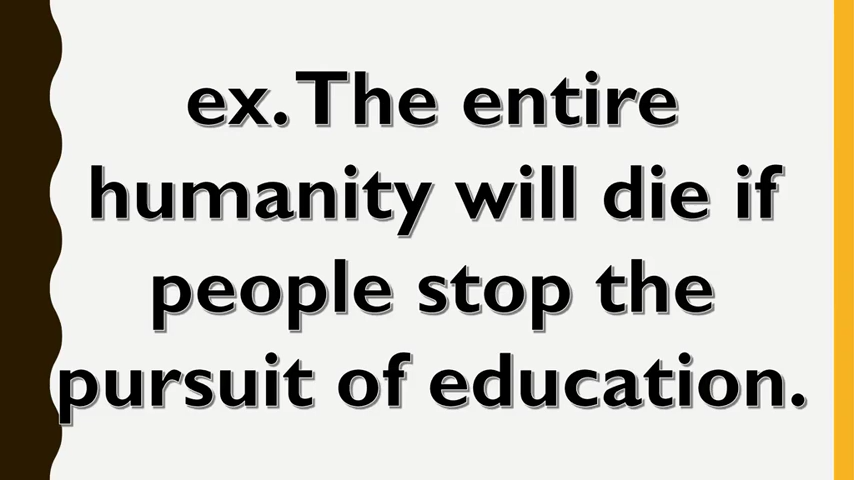 ex. The entire
humanity will die if
people stop the
pursuit of education.